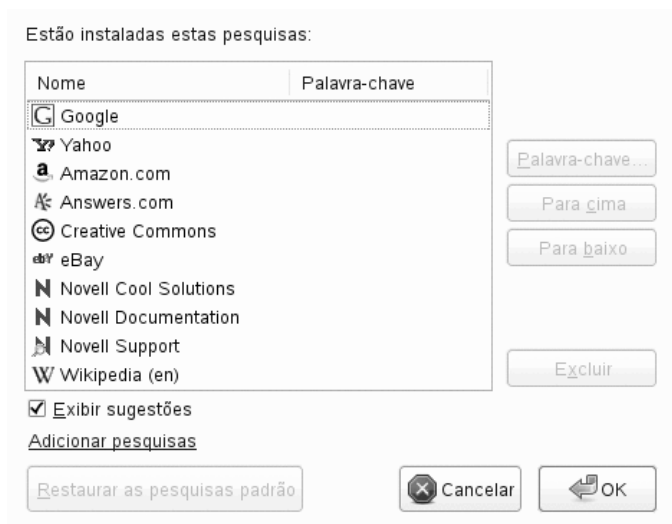 Estão instaladas estas pesquisas:
Nome Palavra-chave
Google
Yahoo
Amazon.com
Answers.com
Creative Commons
eBay
Novell Cool Solutions
Novell Documentation
Novell Support
Wikipedia (en)
Palavra-chave...
Para cima
Para baixo
Excluir
Exibir sugestões
Adicionar pesquisas
Restaurar as pesquisas padrão Cancelar OK